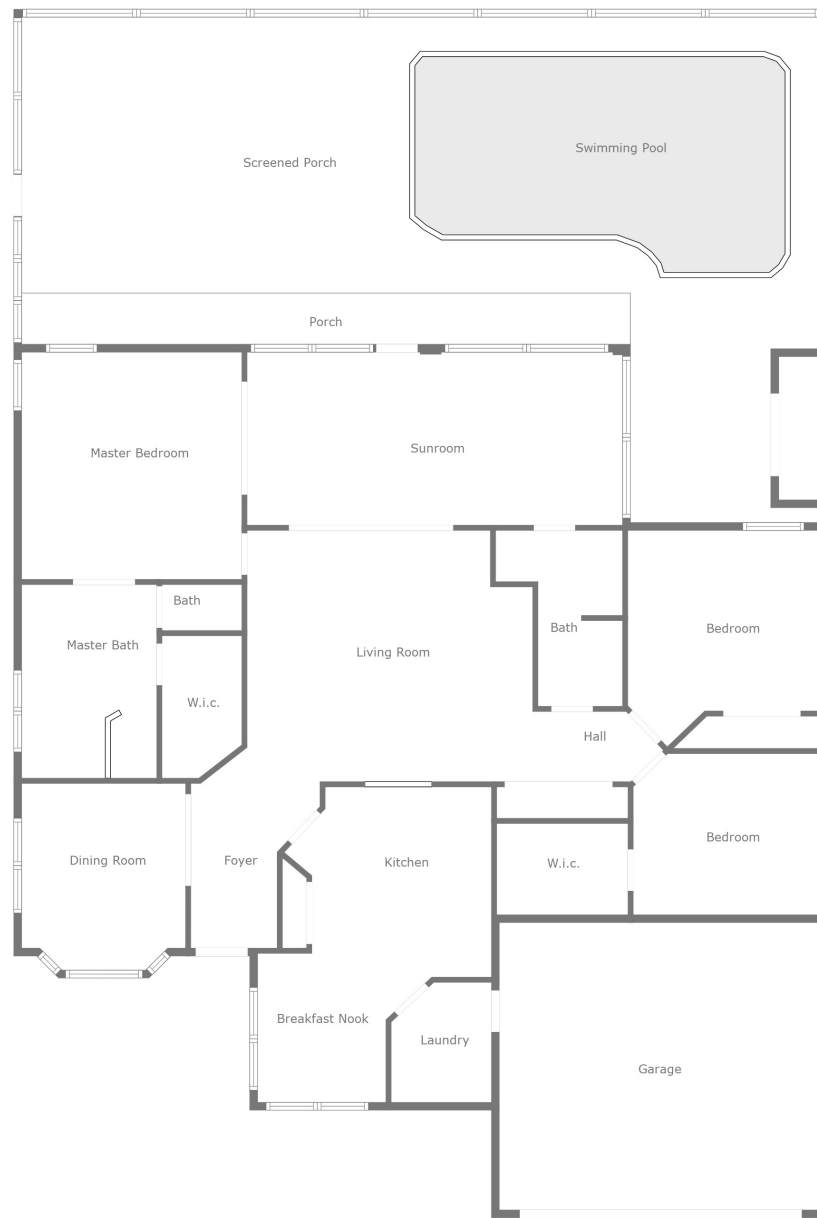 Swimming Pool
Screened Porch
Porch
Sunroom
Master Bedroom
Bath
Bath
Bedroom
Master Bath
Living Room
W.i.c.
Hall
Bedroom
Dining Room
Foyer
Kitchen
W.i.c.
Breakfast Nook
Laundry
Garage